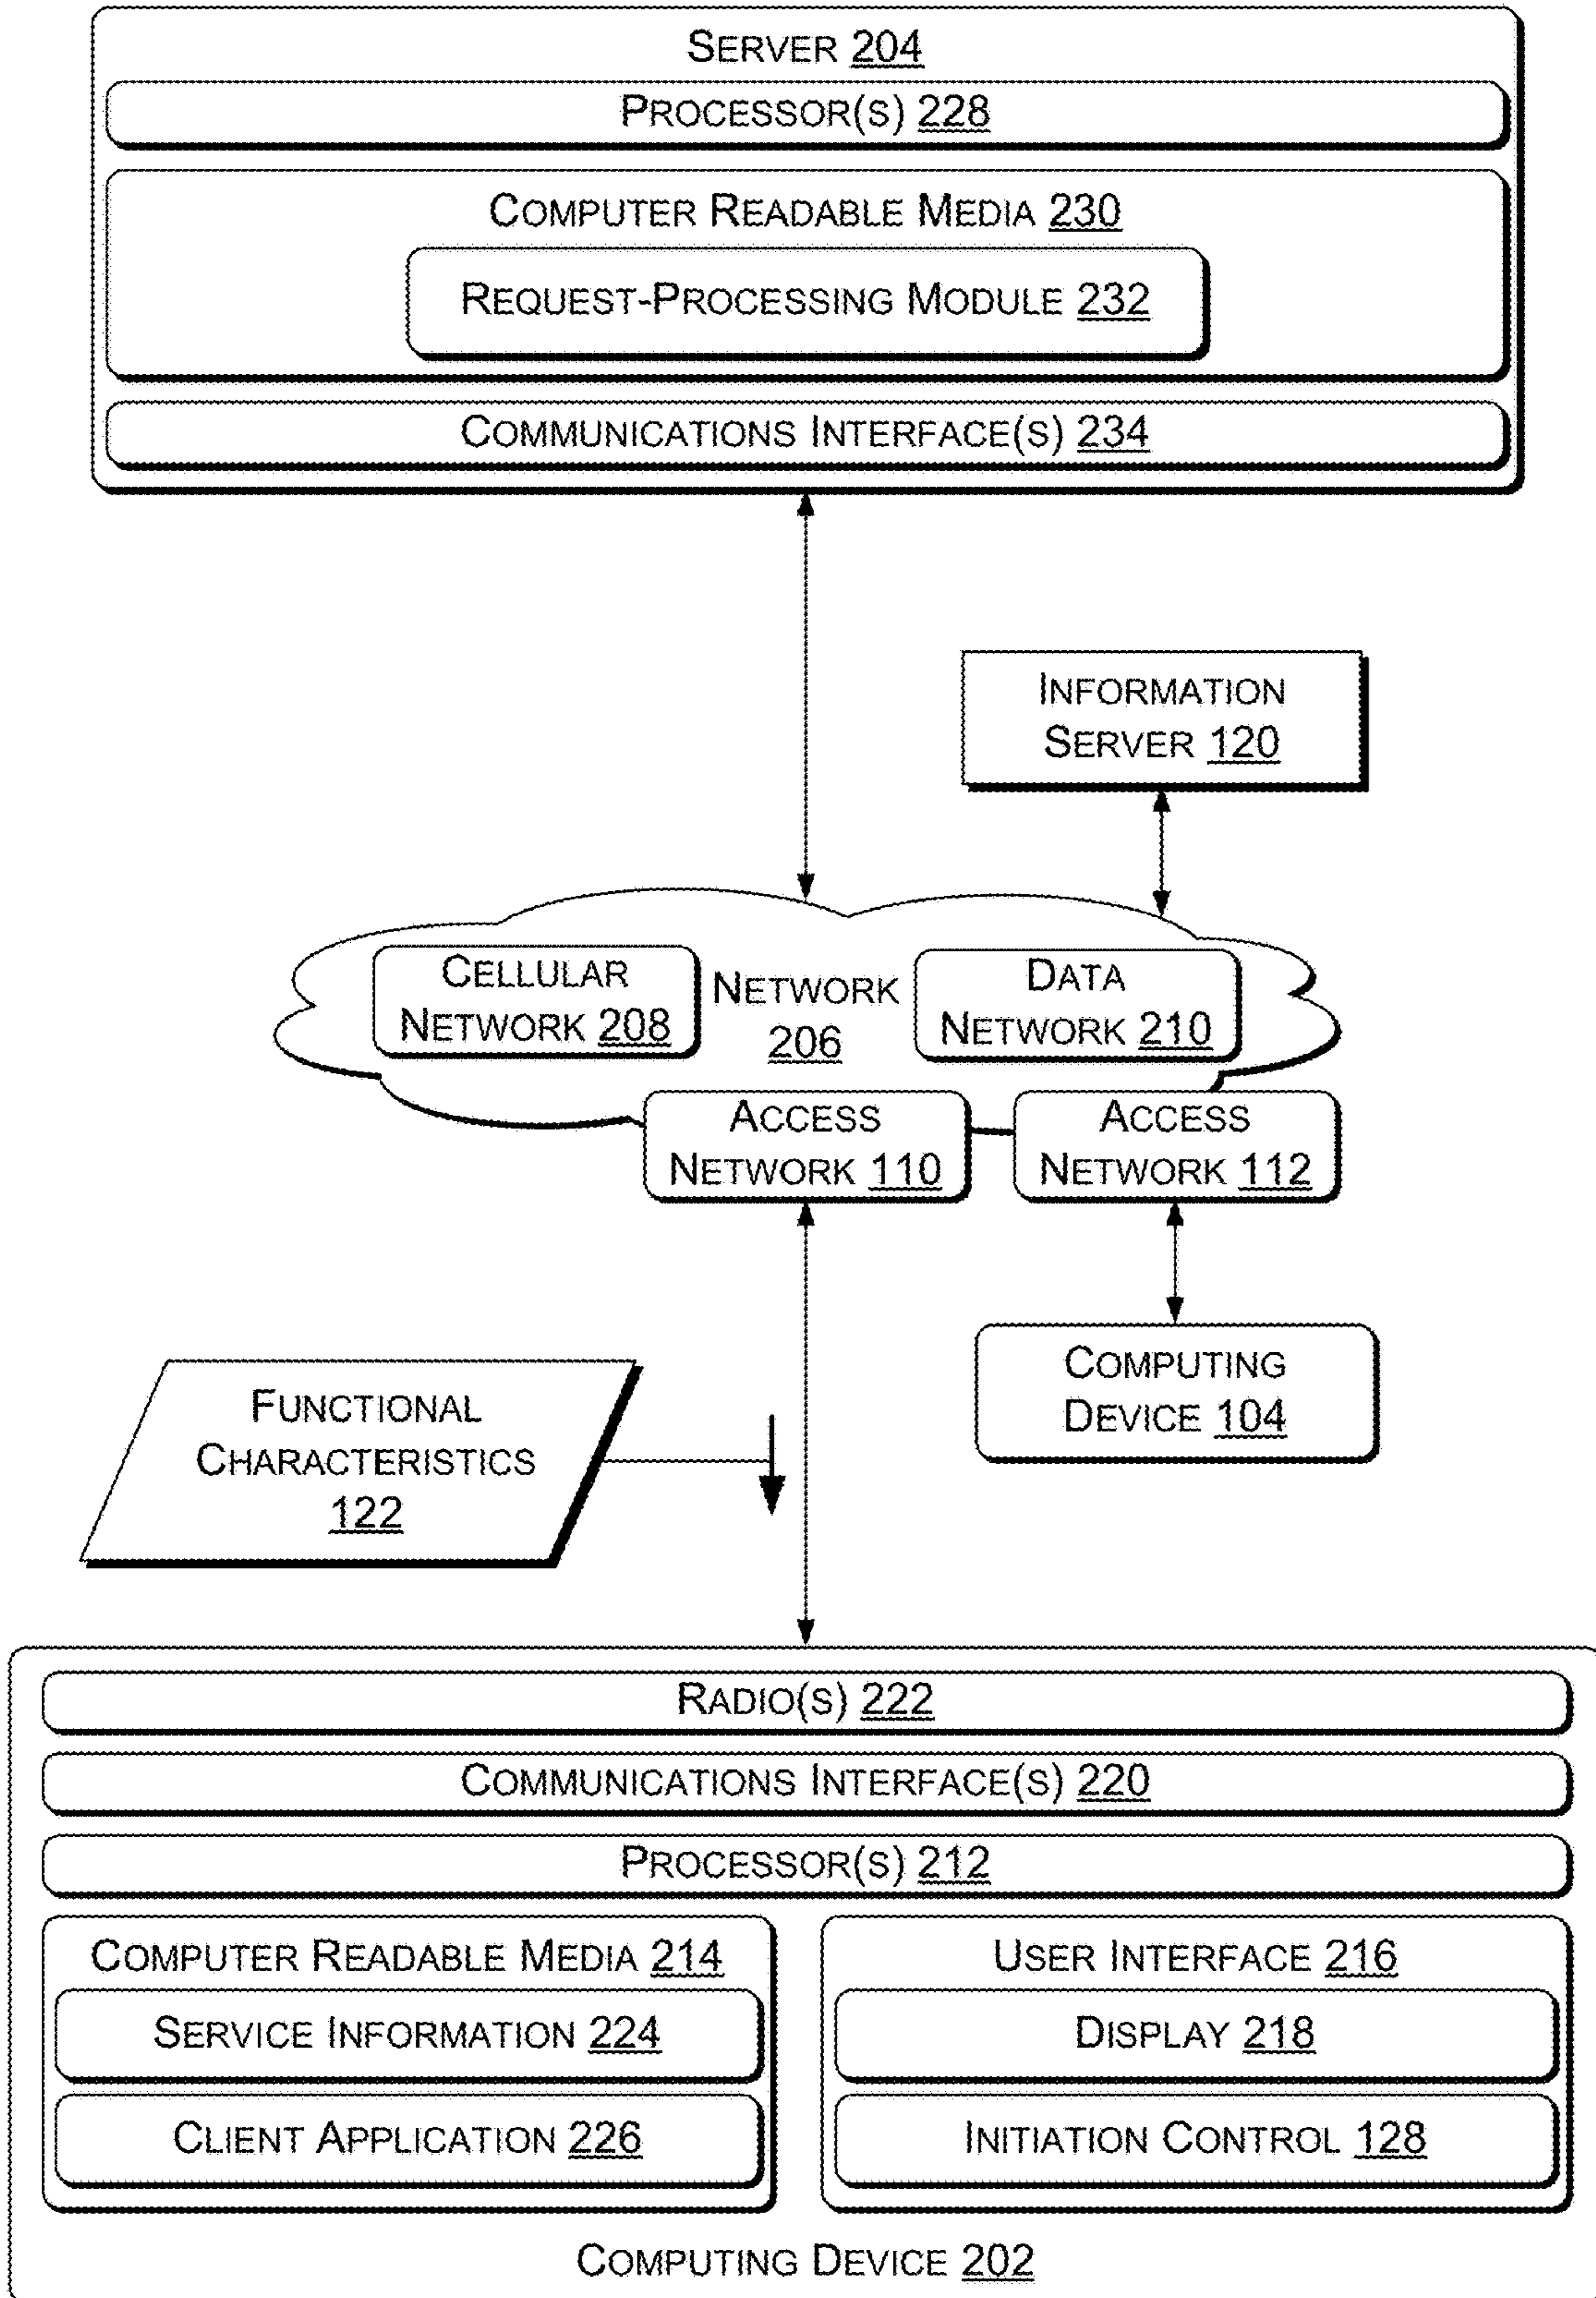 SERVER 204
PROCESSOR(S) 228
COMPUTER READABLE MEDIA 230
REQUEST-PROCESSING MODULE 232
COMMUNICATIONS INTERFACE(S) 234
INFORMATION
SERVER 120
CELLULAR
NETWORK 208
NETWORK
206
DATA
NETWORK 210
ACCESS
NETWORK 110
ACCESS
NETWORK 112
COMPUTING
DEVICE 104
FUNCTIONAL
CHARACTERISTICS
122
RADIO(S) 222
COMMUNICATIONS INTERFACE(S) 220
PROCESSOR(S) 212
COMPUTER READABLE MEDIA 214
SERVICE INFORMATION 224
CLIENT APPLICATION 226
USER INTERFACE 216
DISPLAY 218
INITIATION CONTROL 128
COMPUTING DEVICE 202